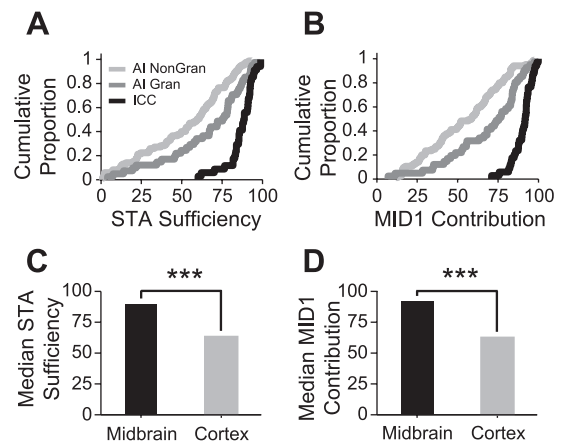 A
Cumulative
Proportion
1
0.8
0.6
0.4
0.2
0
AI NonGran
AI Gran
ICC
0 25 50 75 100
STA Sufficiency
B
Cumulative
Proportion
1
0.8
0.6
0.4
0.2
0
0 25 50 75 100
MID1 Contribution
C
Median STA
Sufficiency
100
75
50
25
0
***
Midbrain Cortex
D
Median MID1
Contribution
100
75
50
25
0
***
Midbrain Cortex